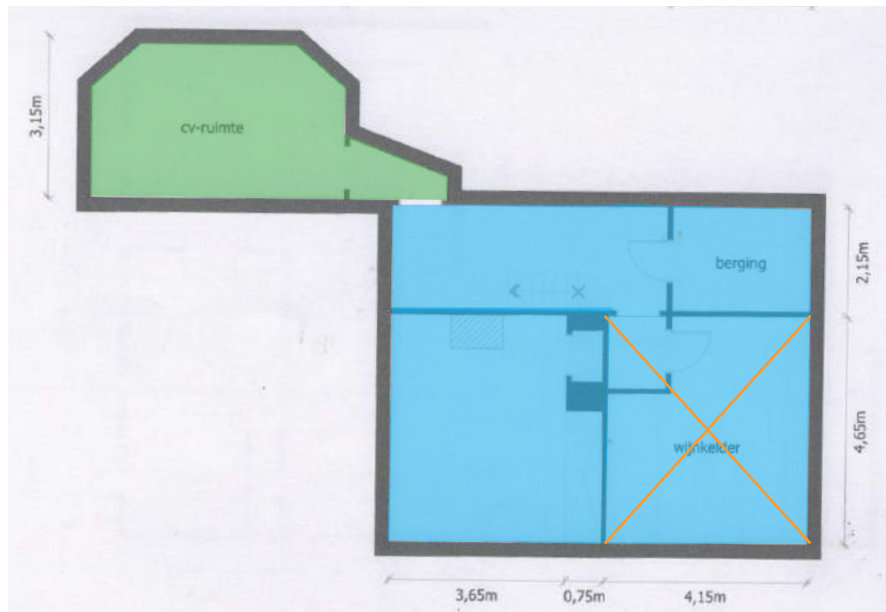 3,15m
cv-ruimte
berging
2,15m
wijnkelder
4,65m
3,65m
0,75m
4,15m